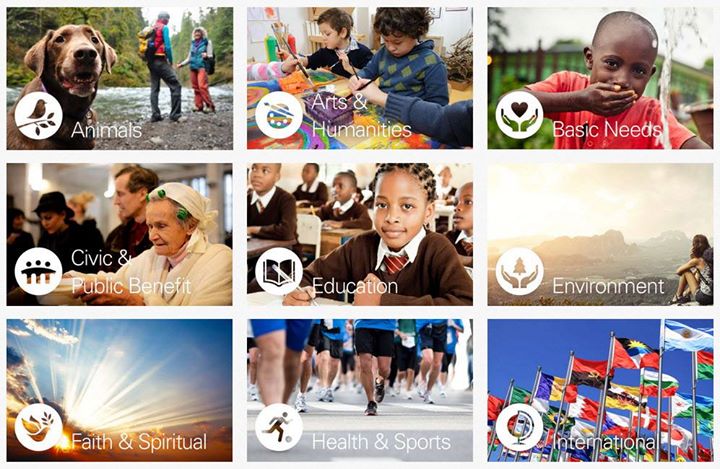 Animals
Arts &
Humanities
Basic Needs
Civic &
Public Benefit
Education
Environment
Faith & Spiritual
Health & Sports
International